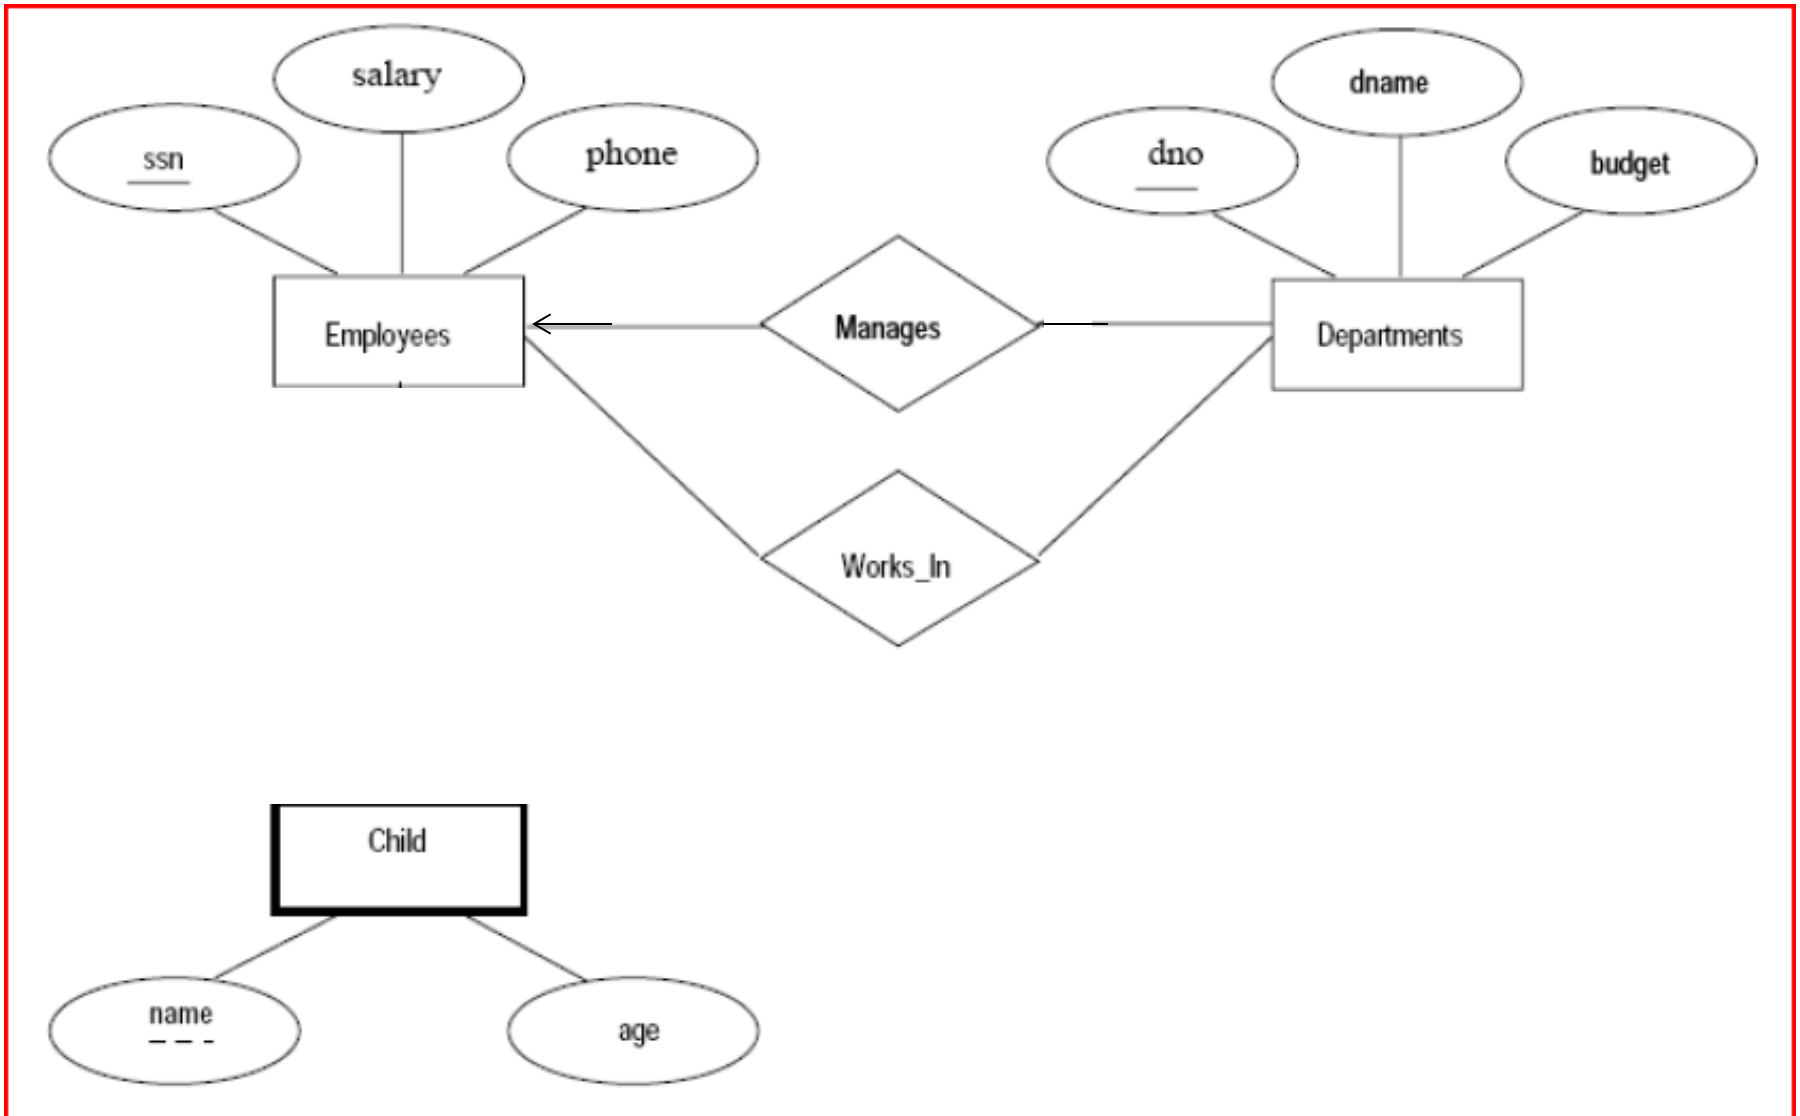 salary
ssn
phone
dname
dno
budget
Employees
Manages
Departments
Works_In
Child
name
age